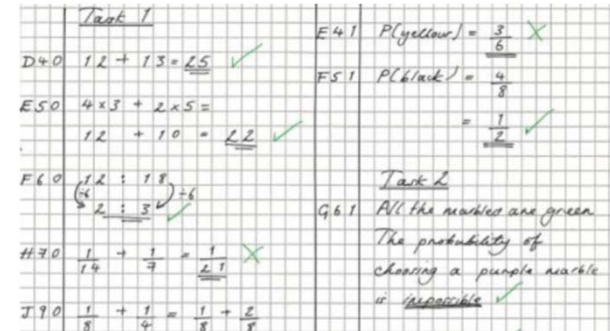 Task 1
D40 12 + 13 = 25
E50 4 × 3 + 2 × 5 =
12 + 10 = 22
F60 12 : 18
÷6 ÷6
2 : 3
H70 1/14 + 1/7 = 1/21
J90 1/8 + 1/4 = 1/8 + 2/8
E41 P(yellow) = 3/6
F51 P(black) = 4/8
= 1/2
Task 2
G61 All the marbles are green
The probability of
choosing a purple marble
is impossible